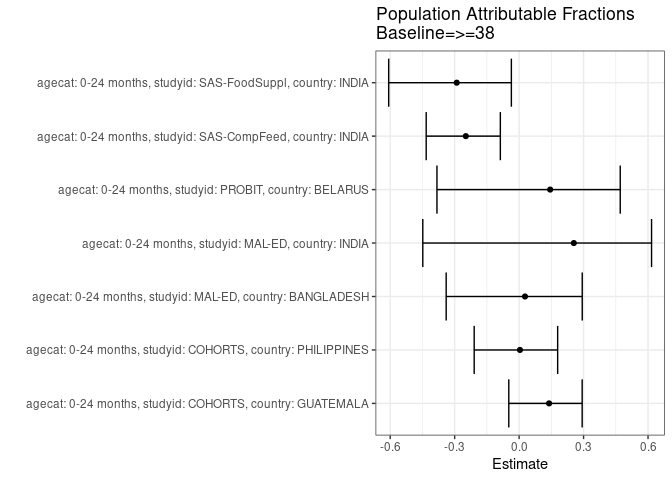 Population Attributable Fractions
Baseline=>=38
agecat: 0-24 months, studyid: SAS-FoodSuppl, country: INDIA
agecat: 0-24 months, studyid: SAS-CompFeed, country: INDIA
agecat: 0-24 months, studyid: PROBIT, country: BELARUS
agecat: 0-24 months, studyid: MAL-ED, country: INDIA
agecat: 0-24 months, studyid: MAL-ED, country: BANGLADESH
agecat: 0-24 months, studyid: COHORTS, country: PHILIPPINES
agecat: 0-24 months, studyid: COHORTS, country: GUATEMALA
-0.6 -0.3 0.0 0.3 0.6
Estimate